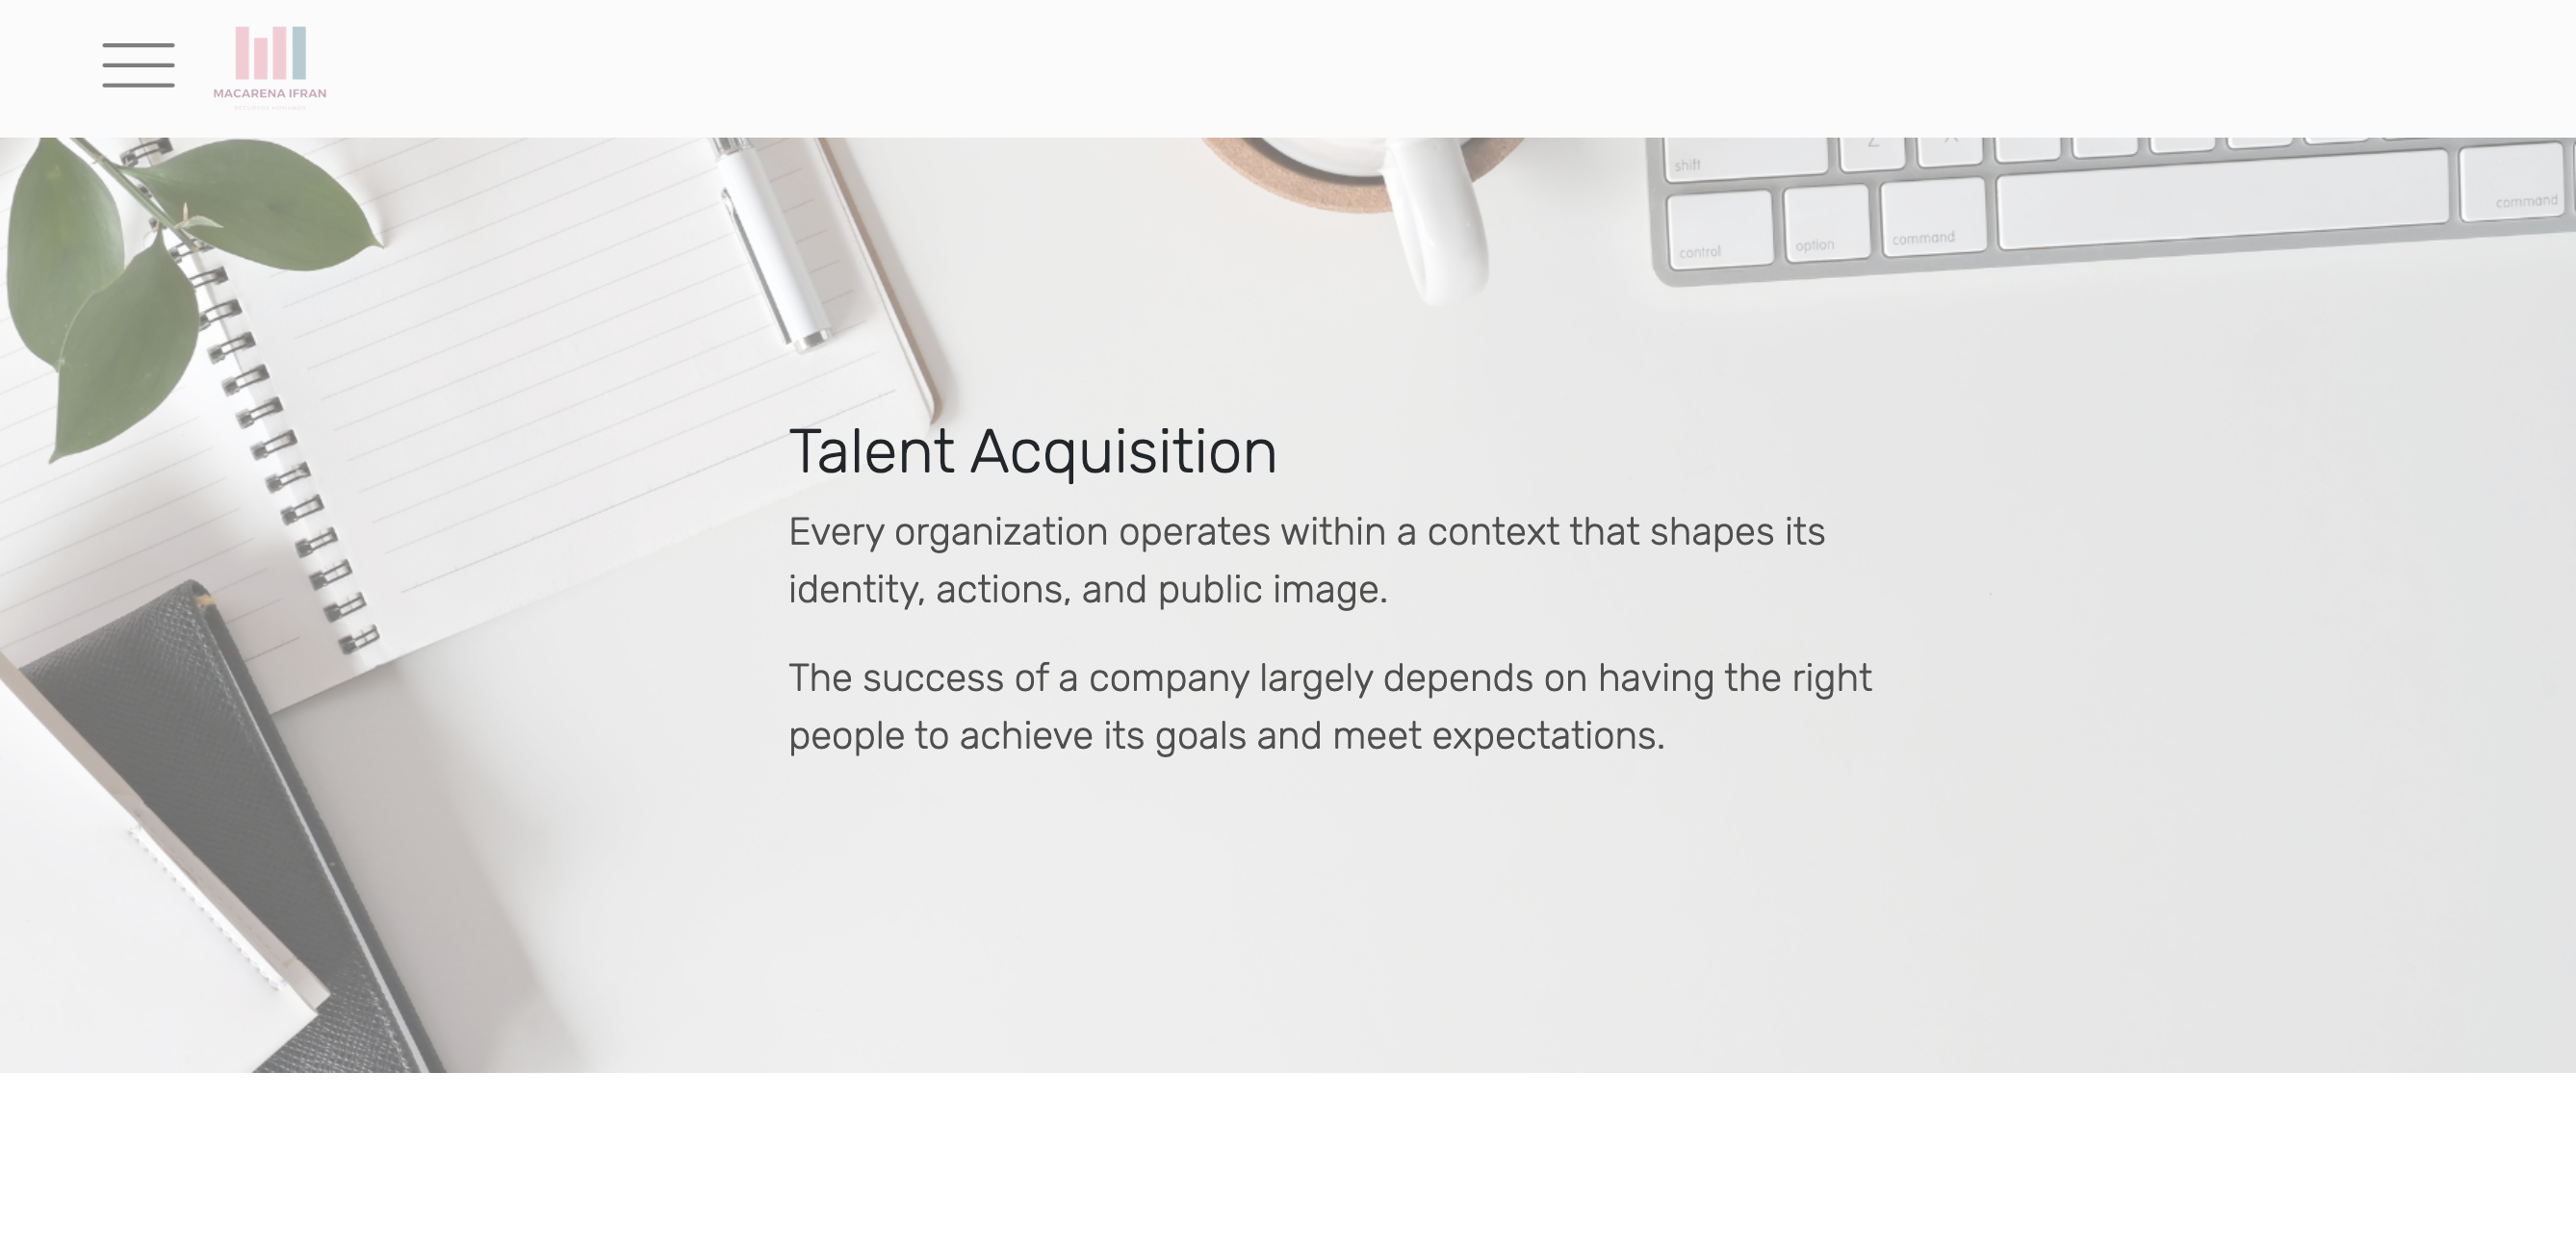 MACARENA IFRAN
RECURSOS HUMANOS
shift
Z
X
command
control
option
command
Talent Acquisition
Every organization operates within a context that shapes its
identity, actions, and public image.
The success of a company largely depends on having the right
people to achieve its goals and meet expectations.